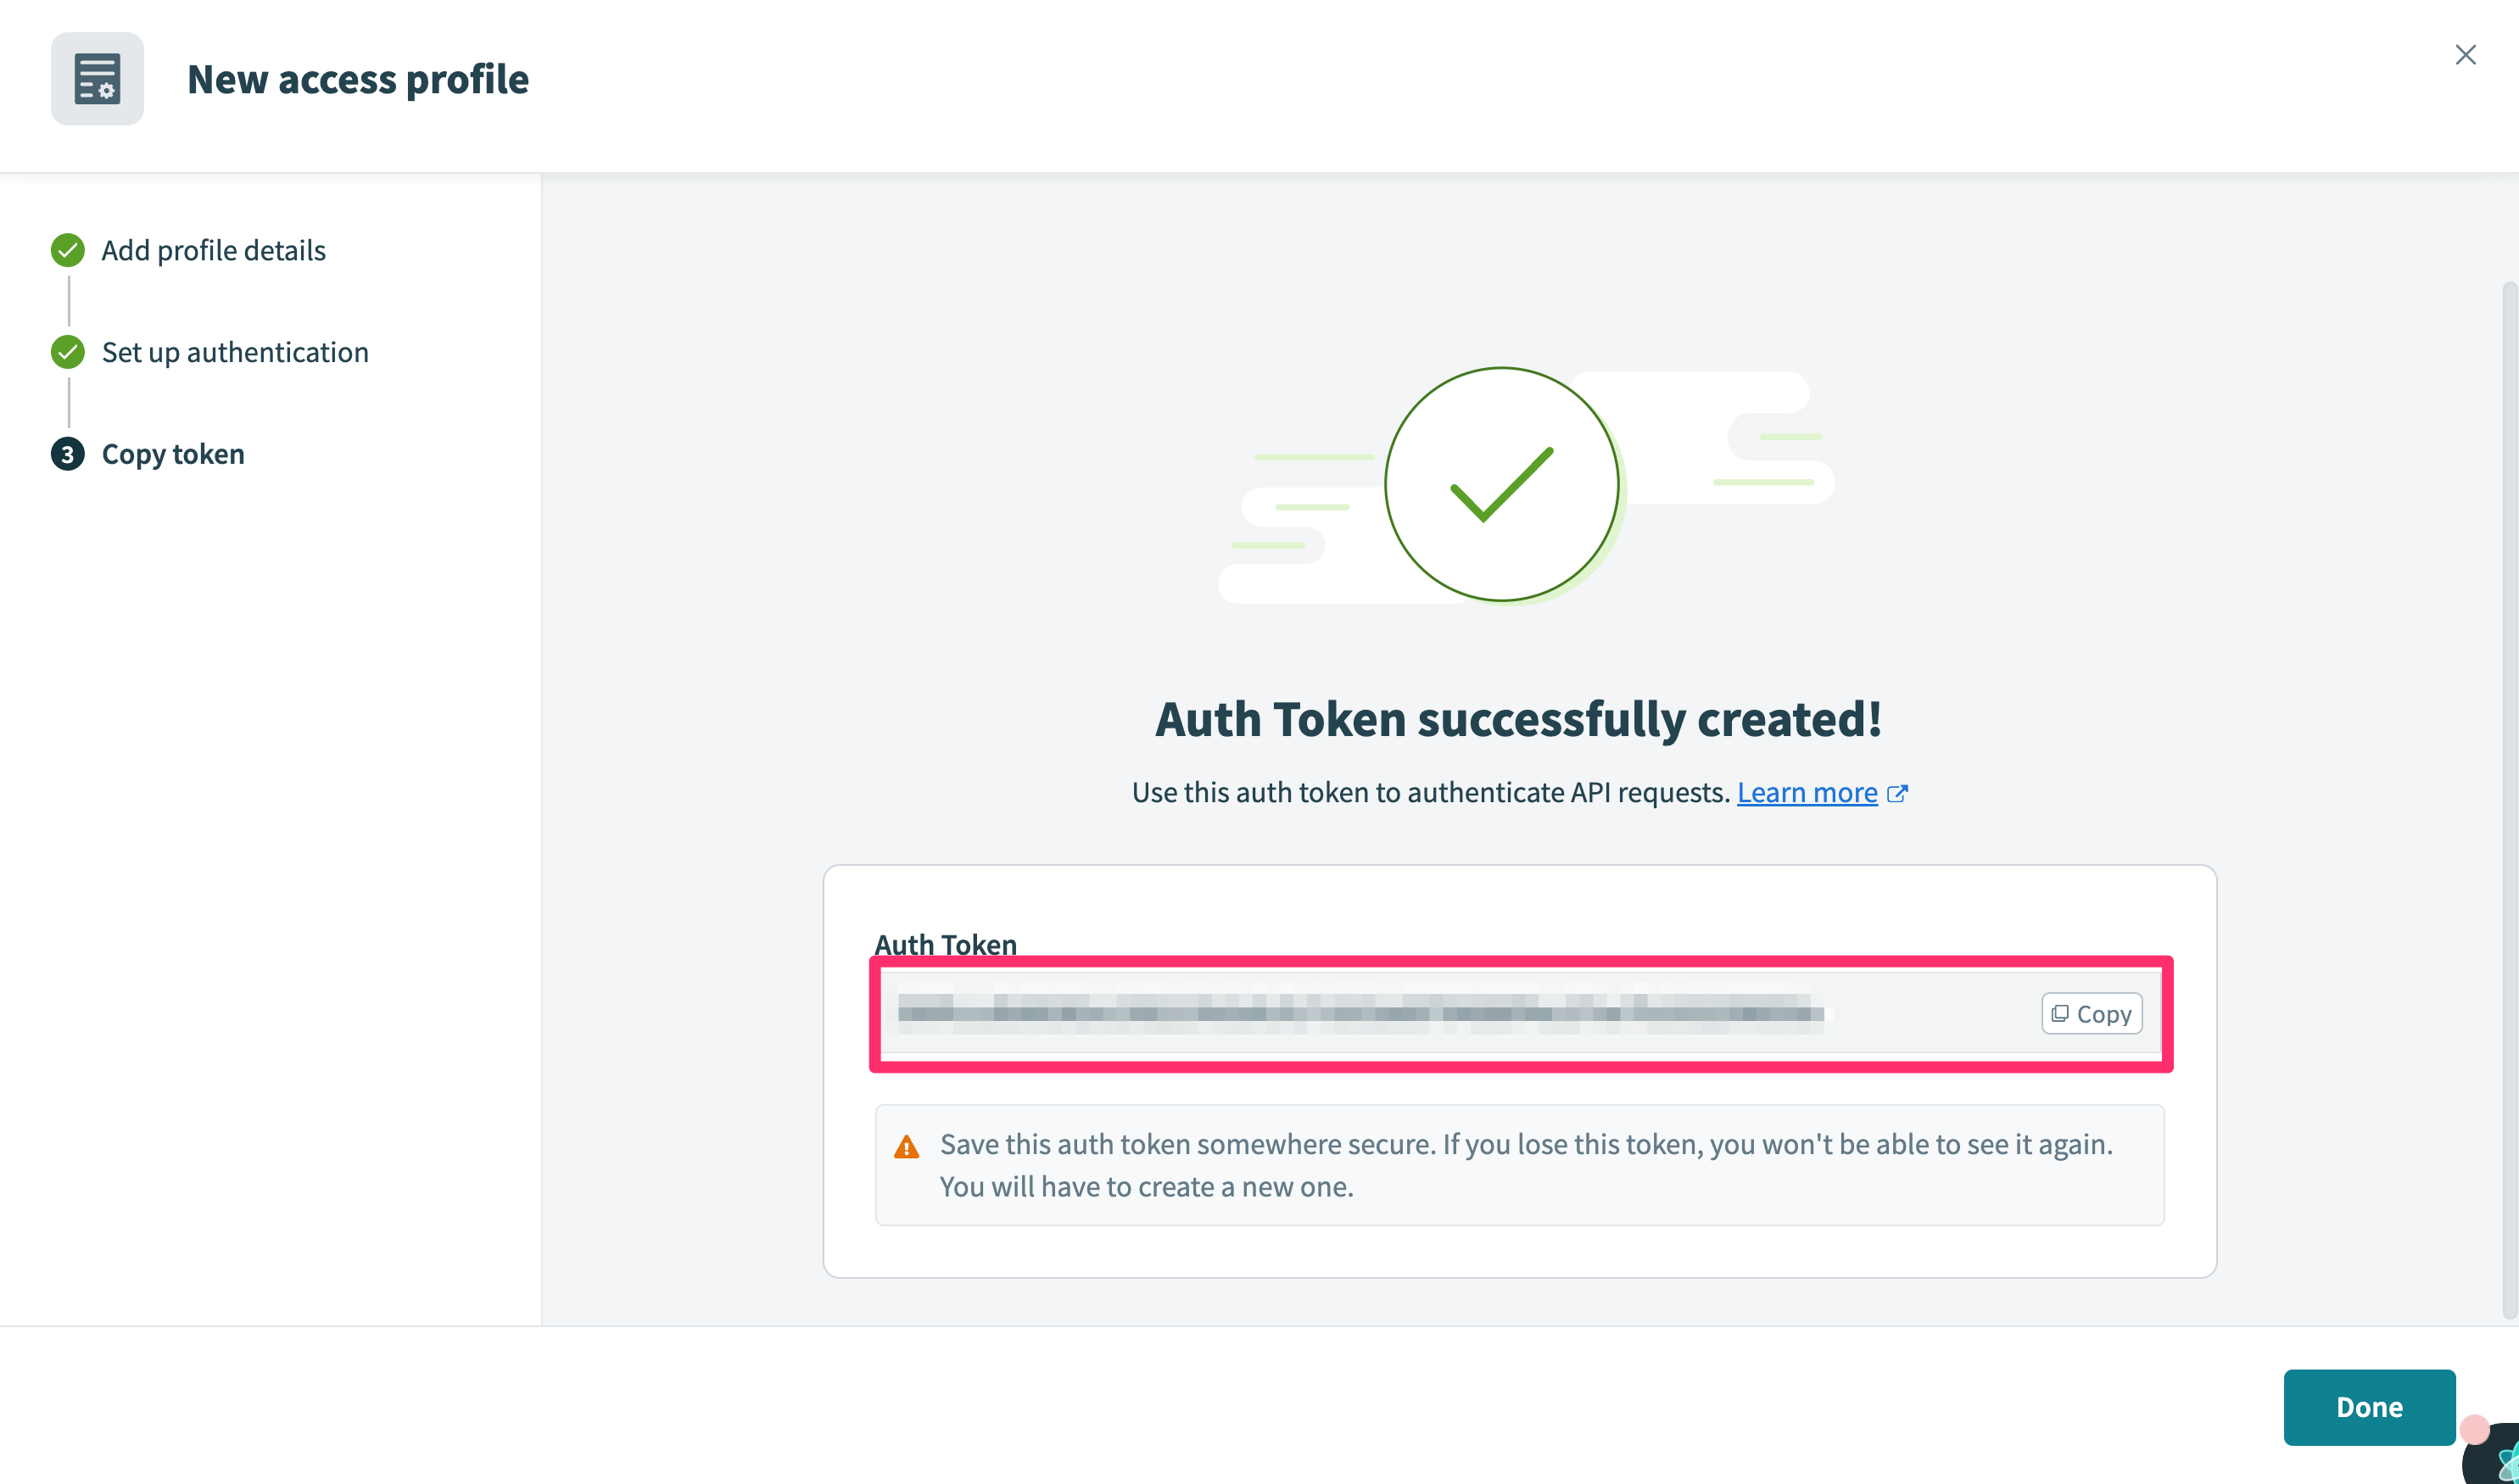 New access profile
Add profile details
Set up authentication
3 Copy token
Auth Token successfully created!
Use this auth token to authenticate API requests. Learn more
Auth Token
Copy
Save this auth token somewhere secure. If you lose this token, you won't be able to see it again.
You will have to create a new one.
Done